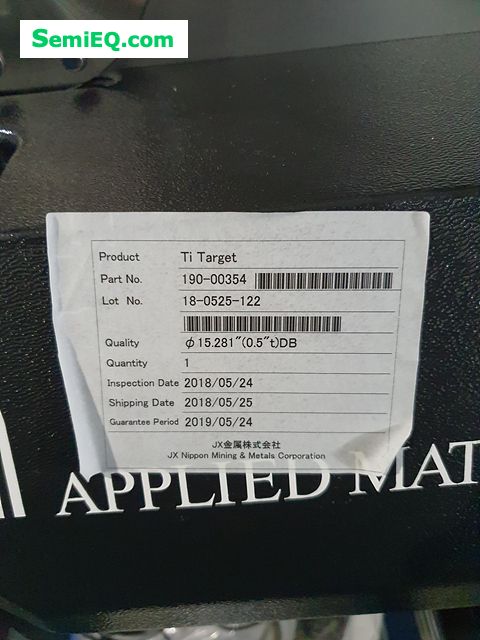 SemiEQ.com
Product Ti Target
Part No. 190-00354
Lot No. 18-0525-122
Quality φ15.281"(0.5"t)DB
Quantity 1
Inspection Date 2018/05/24
Shipping Date 2018/05/25
Guarantee Period 2019/05/24
JX金属株式会社
JX Nippon Mining & Metals Corporation
APPLIED MAT